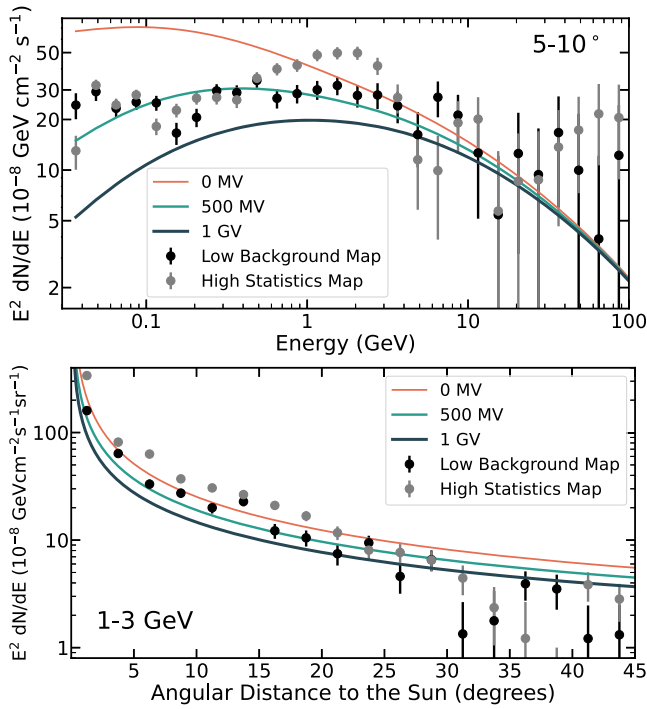 5-10°
E² dN/dE (10⁻⁸ GeV cm⁻² s⁻¹)
50
30
20
10
5
2
0 MV
500 MV
1 GV
Low Background Map
High Statistics Map
0.1 1 10 100
Energy (GeV)
E² dN/dE (10⁻⁸ GeVcm⁻²s⁻¹sr⁻¹)
100
10
1
0 MV
500 MV
1 GV
Low Background Map
High Statistics Map
1-3 GeV
5 10 15 20 25 30 35 40 45
Angular Distance to the Sun (degrees)